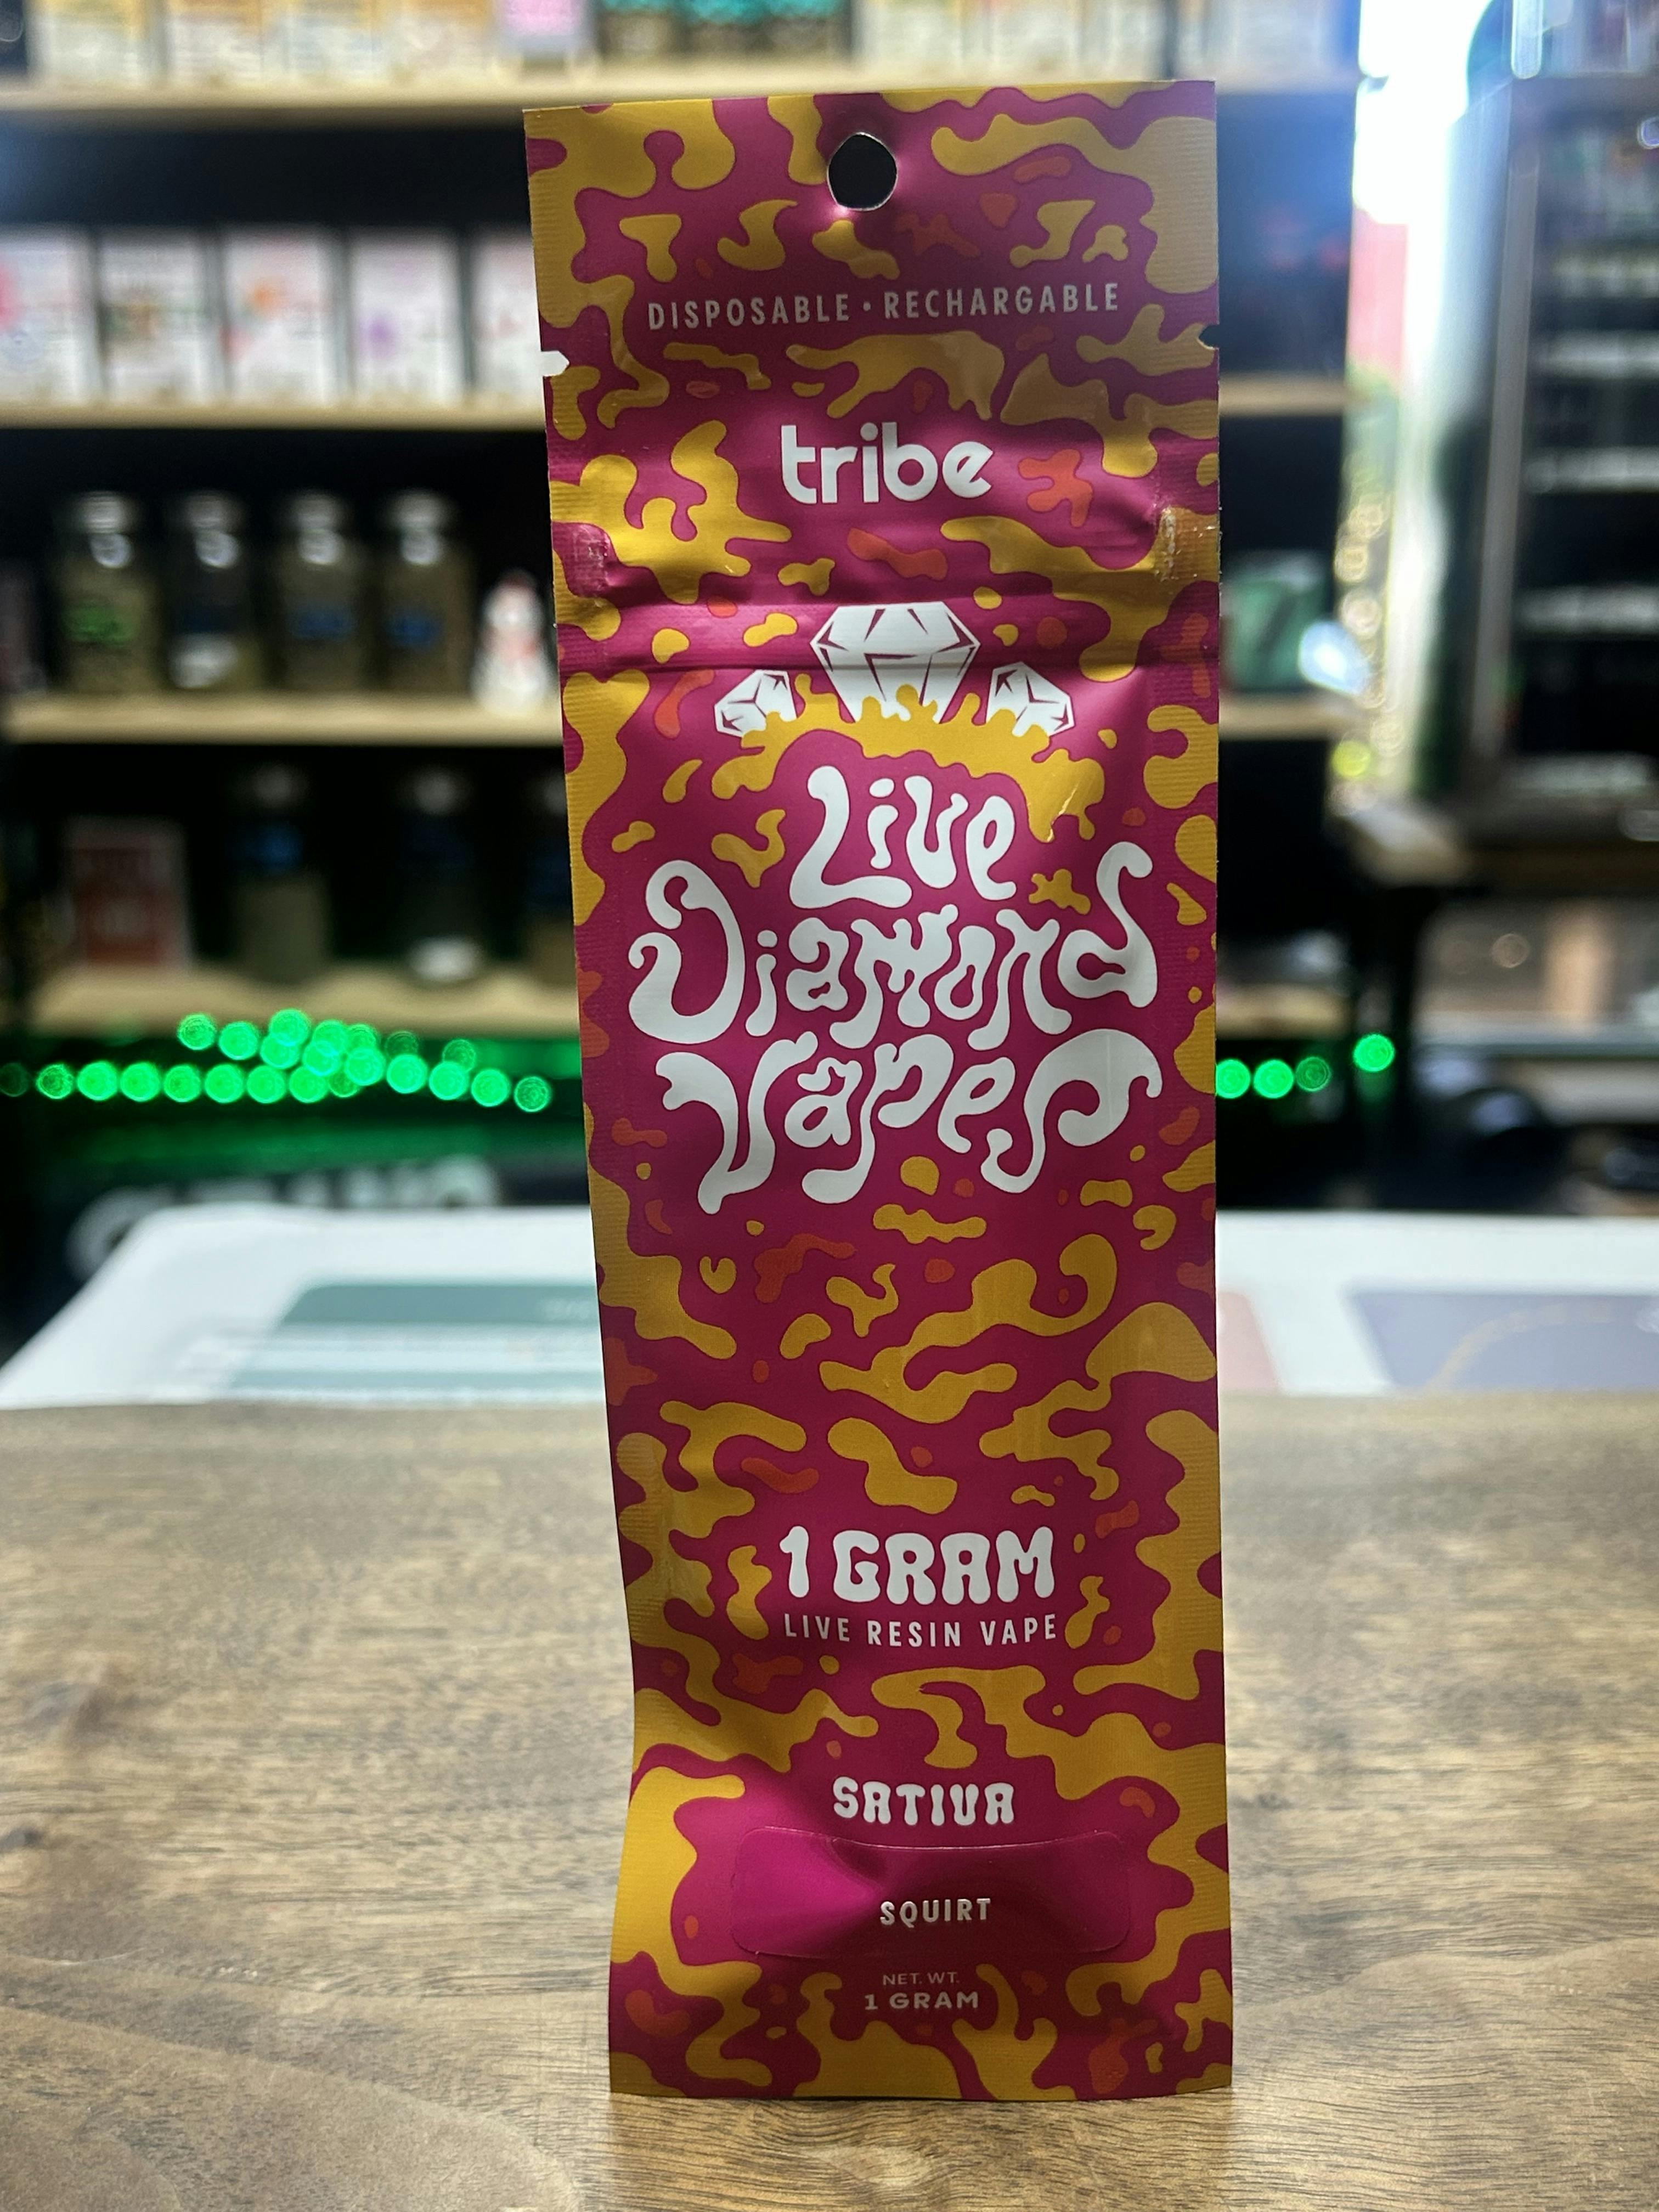 DISPOSABLE • RECHARGABLE
tribe
Live
Diamond
Vapes
1 GRAM
LIVE RESIN VAPE
SATIVA
SQUIRT
NET. WT.
1 GRAM